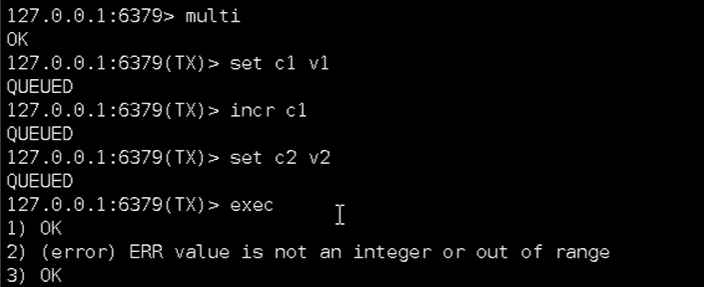 127.0.0.1:6379> multi
OK
127.0.0.1:6379(TX)> set c1 v1
QUEUED
127.0.0.1:6379(TX)> incr c1
QUEUED
127.0.0.1:6379(TX)> set c2 v2
QUEUED
127.0.0.1:6379(TX)> exec
1) OK
2) (error) ERR value is not an integer or out of range
3) OK